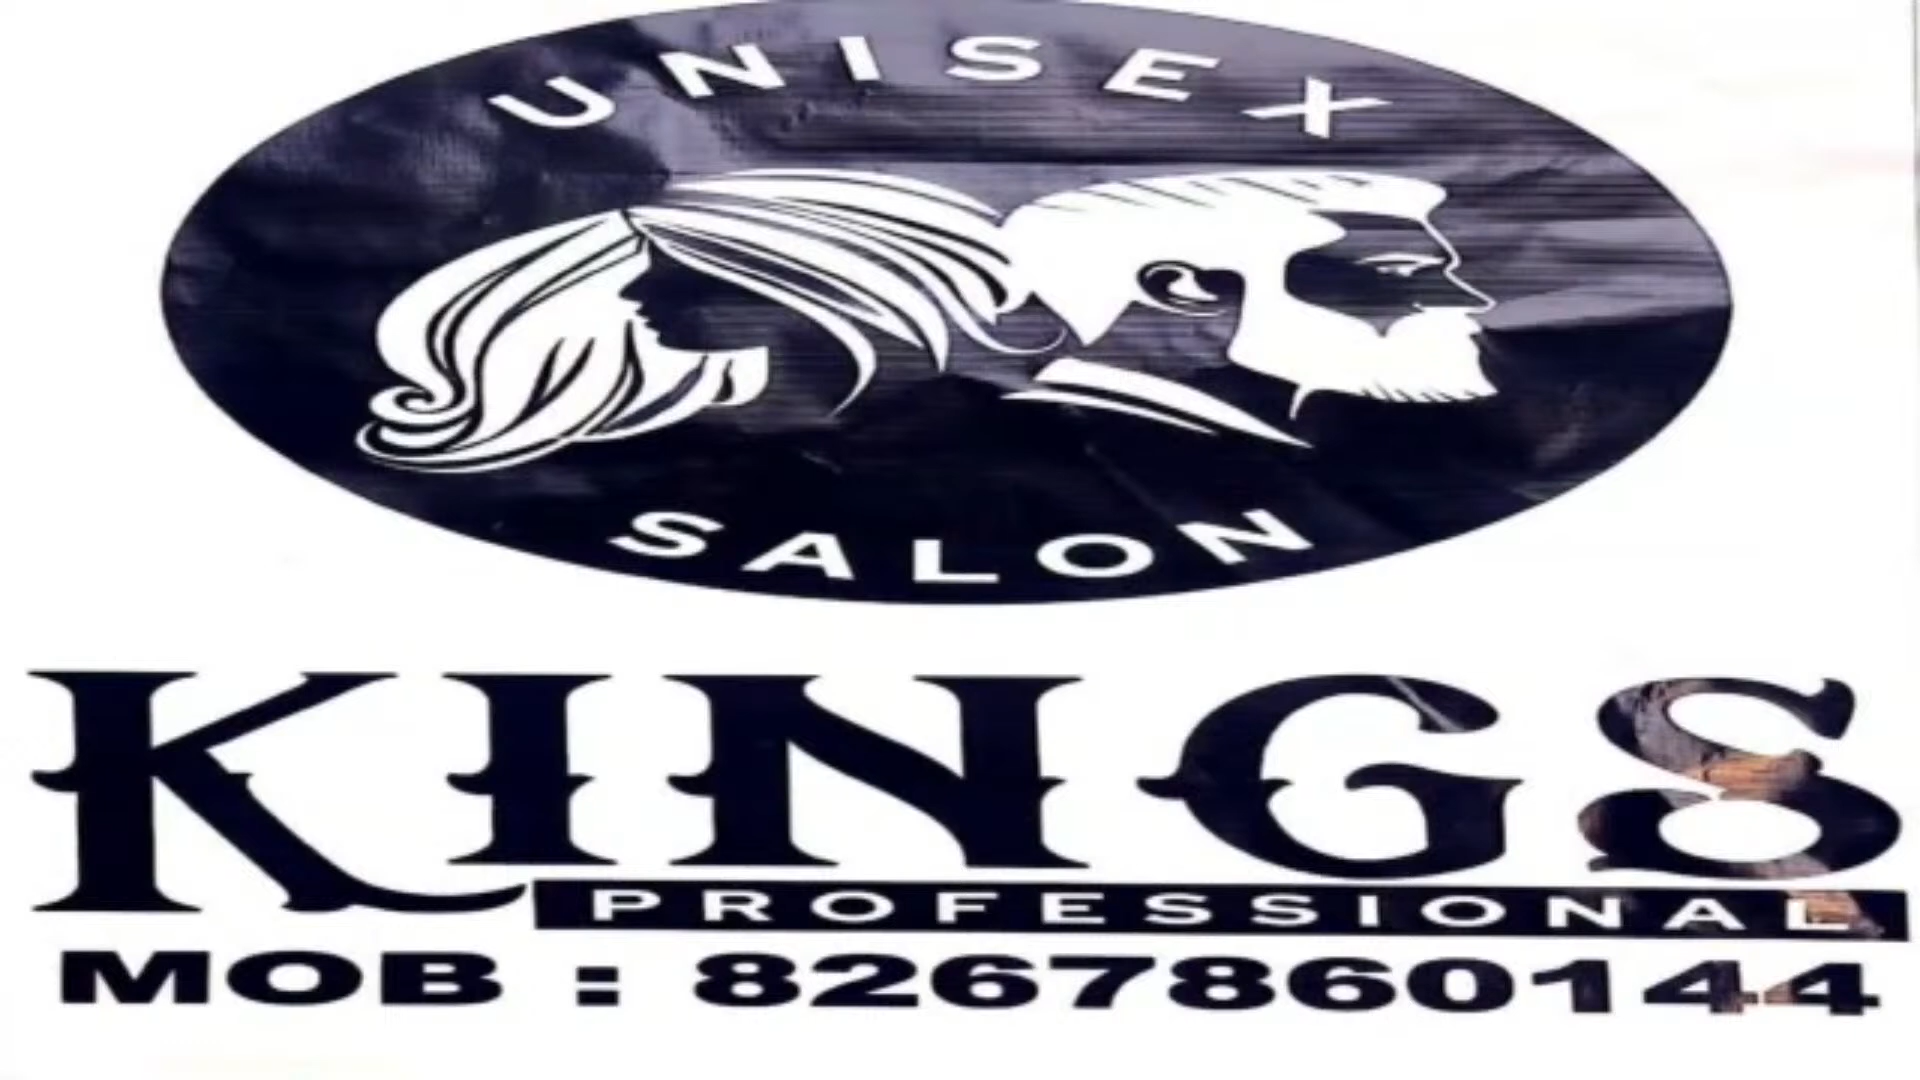 UNISEX
SALON
KINGS
PROFESSIONAL
MOB : 8267860144